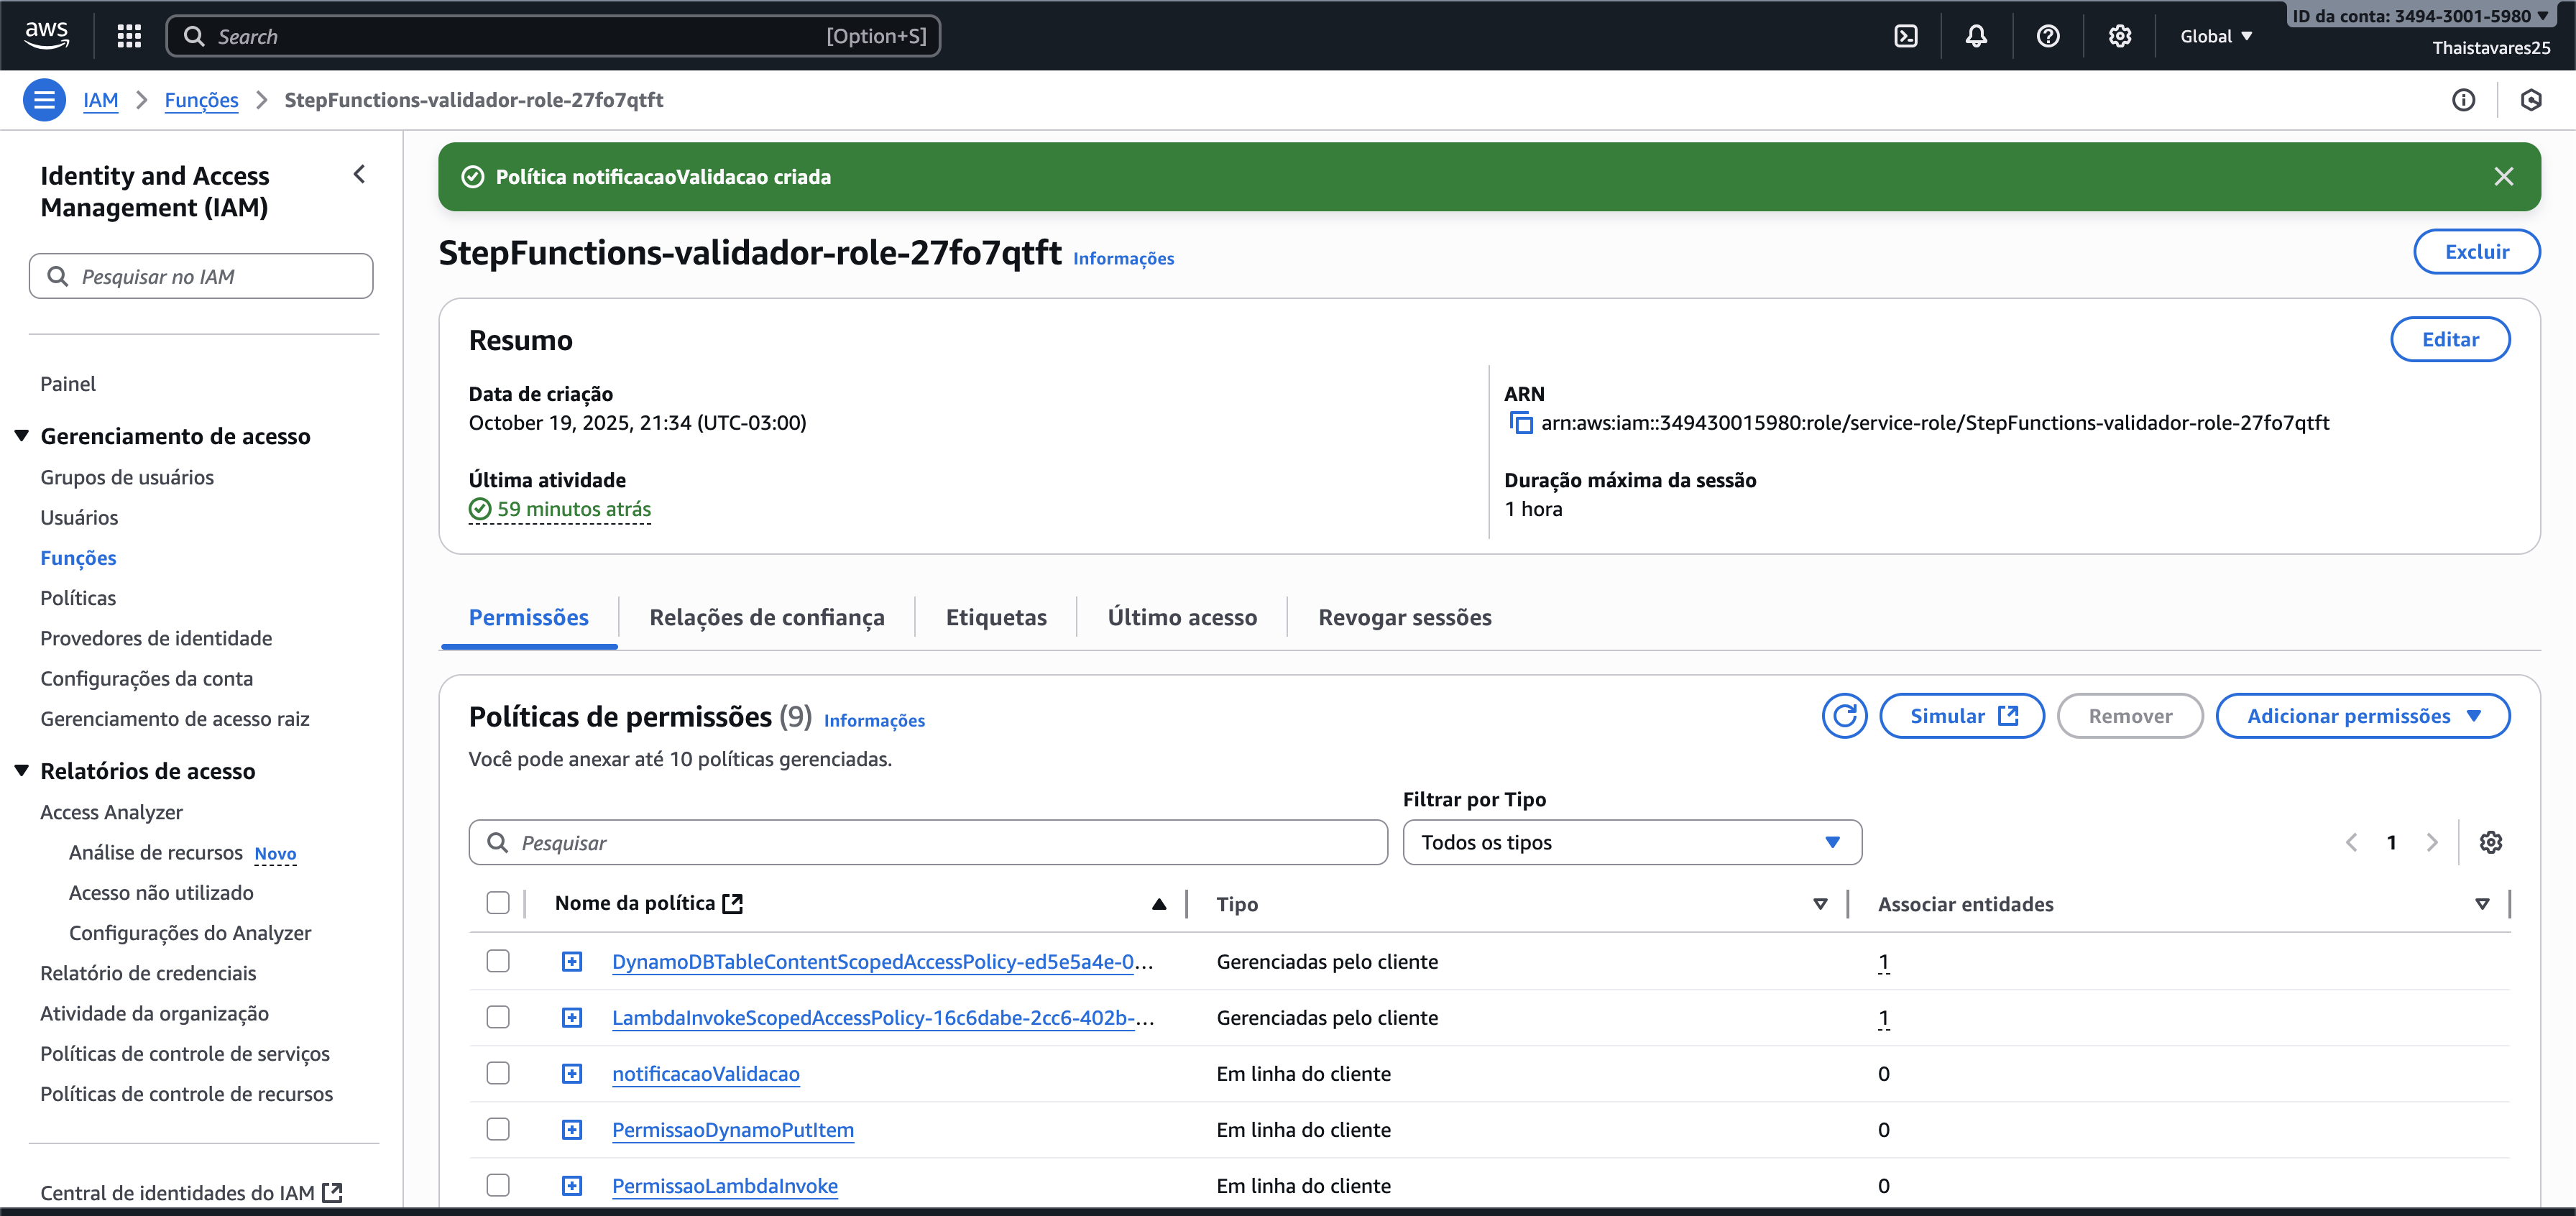 aws
Search [Option+S]
Global
ID da conta: 3494-3001-5980
Thaistavares25
IAM
Funções
StepFunctions-validador-role-27fo7qtft
Identity and Access
Management (IAM)
Pesquisar no IAM
Painel
Gerenciamento de acesso
Grupos de usuários
Usuários
Funções
Políticas
Provedores de identidade
Configurações da conta
Gerenciamento de acesso raiz
Relatórios de acesso
Access Analyzer
Análise de recursos Novo
Acesso não utilizado
Configurações do Analyzer
Relatório de credenciais
Atividade da organização
Políticas de controle de serviços
Políticas de controle de recursos
Central de identidades do IAM
Política notificacaoValidacao criada
StepFunctions-validador-role-27fo7qtft Informações
Excluir
Resumo
Editar
Data de criação
October 19, 2025, 21:34 (UTC-03:00)
ARN
arn:aws:iam::349430015980:role/service-role/StepFunctions-validador-role-27fo7qtft
Última atividade
59 minutos atrás
Duração máxima da sessão
1 hora
Permissões
Relações de confiança
Etiquetas
Último acesso
Revogar sessões
Políticas de permissões (9) Informações
Simular
Remover
Adicionar permissões
Você pode anexar até 10 políticas gerenciadas.
Filtrar por Tipo
Pesquisar
Todos os tipos
1
Nome da política
Tipo
Associar entidades
DynamoDBTableContentScopedAccessPolicy-ed5e5a4e-0... Gerenciadas pelo cliente 1
LambdaInvokeScopedAccessPolicy-16c6dabe-2cc6-402b-... Gerenciadas pelo cliente 1
notificacaoValidacao Em linha do cliente 0
PermissaoDynamoPutItem Em linha do cliente 0
PermissaoLambdaInvoke Em linha do cliente 0